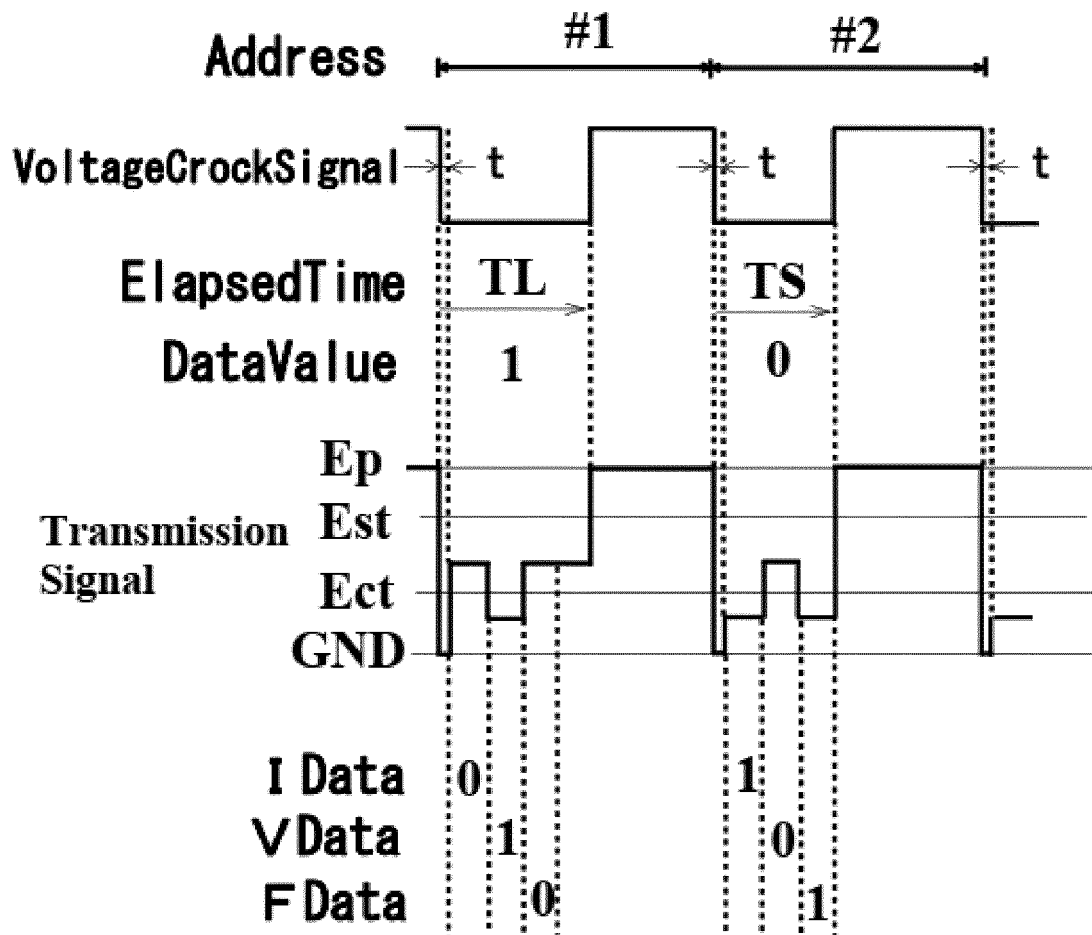 #1 #2
Address
VoltageCrockSignal t t t
ElapsedTime TL TS
DataValue 1 0
Ep
Est
Transmission
Signal
Ect
GND
I Data 0 1
V Data 1 0
F Data 0 1